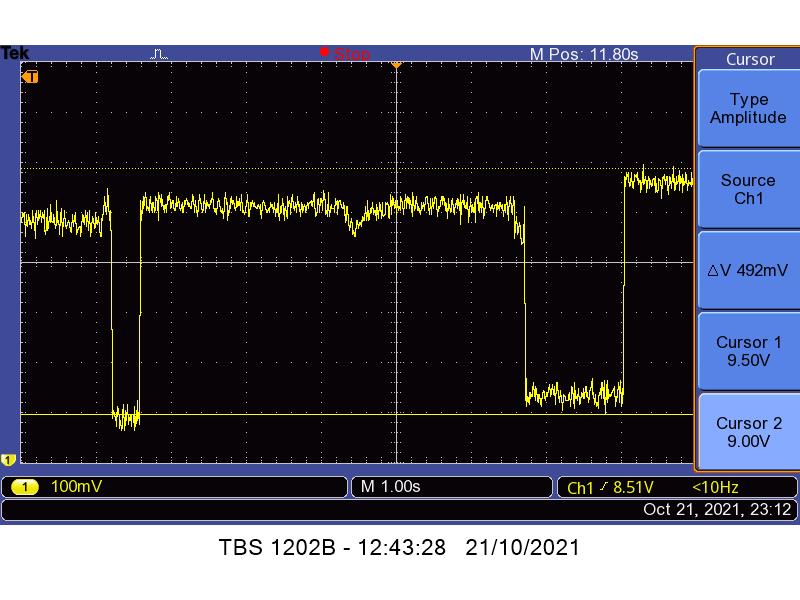 Tek Stop M Pos: 11.80s Cursor
T
Type
Amplitude
Source
Ch1
△V 492mV
Cursor 1
9.50V
Cursor 2
9.00V
1
1 100mV M 1.00s Ch1 8.51V <10Hz
Oct 21, 2021, 23:12
TBS 1202B - 12:43:28 21/10/2021